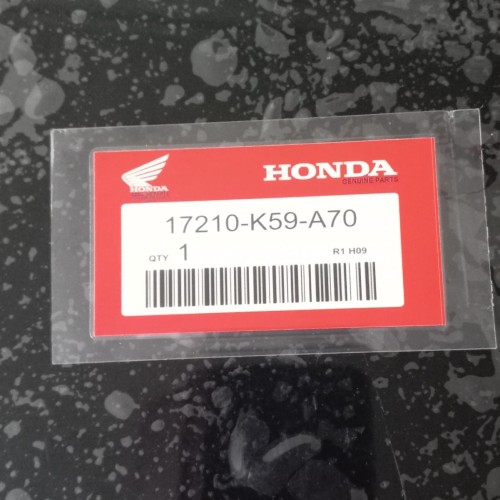 HONDA
HONDA
GENUINE PARTS
17210-K59-A70
QTY 1
R1 H09